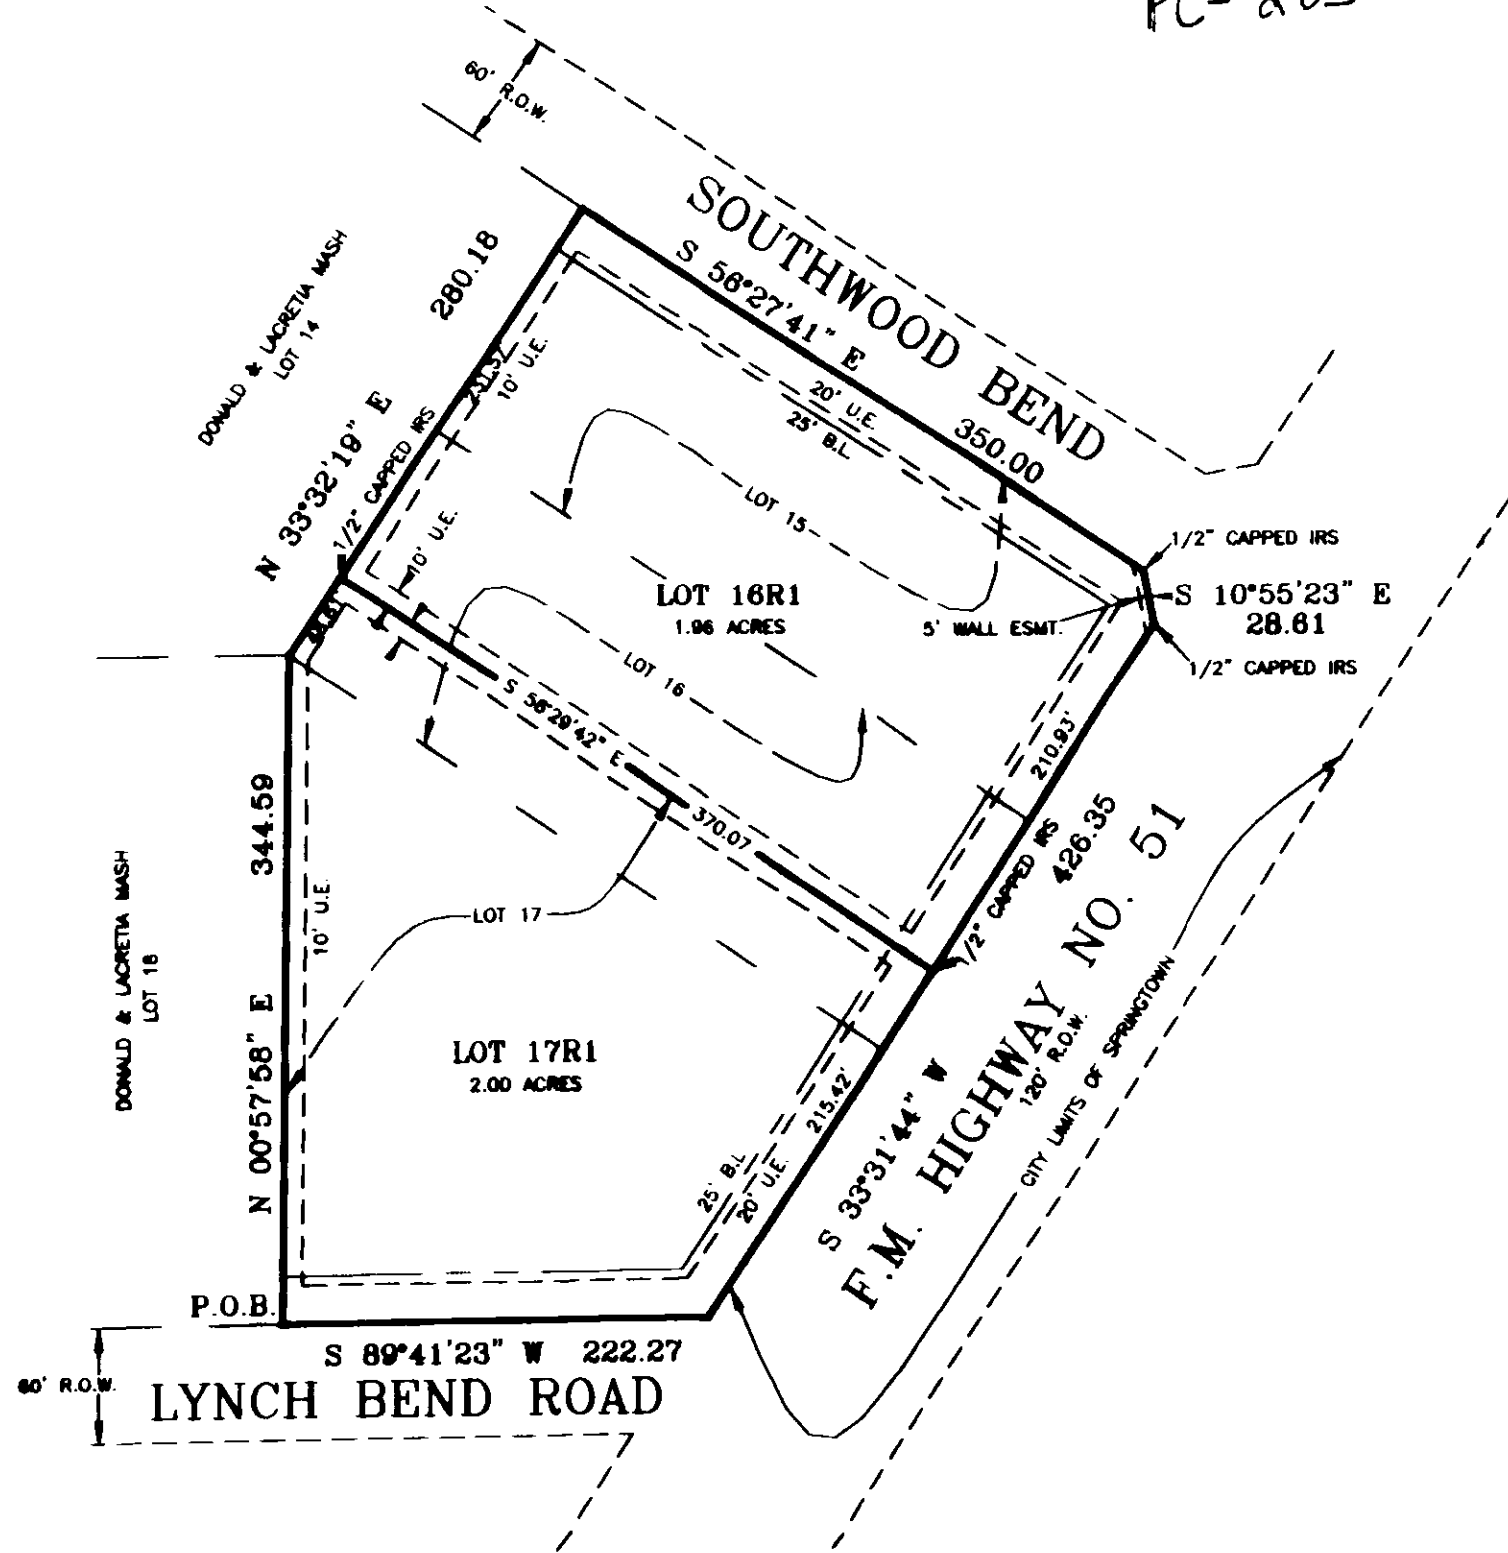 60' R.O.W.
SOUTHWOOD BEND
S 56°27'41" E
350.00
280.18
DONALD & LACRETIA MASH
LOT 14
10' U.E.
N 33°32'19" E
1/2" CAPPED IRS
10' U.E.
20' U.E.
25' B.L.
LOT 15
1/2" CAPPED IRS
S 10°55'23" E
28.61
5' WALL ESMT.
1/2" CAPPED IRS
LOT 16R1
1.96 ACRES
LOT 16
S 56°29'42" E
370.07
210.93'
426.35
1/2" CAPPED IRS
344.59
DONALD & LACRETIA MASH
LOT 18
10' U.E.
LOT 17
N 00°57'58" E
LOT 17R1
2.00 ACRES
215.42'
25' B.L.
20' U.E.
S 33°31'44" W
F.M. HIGHWAY NO. 51
120' R.O.W.
CITY LIMITS OF SPRINGTOWN
P.O.B.
S 89°41'23" W 222.27
60' R.O.W.
LYNCH BEND ROAD